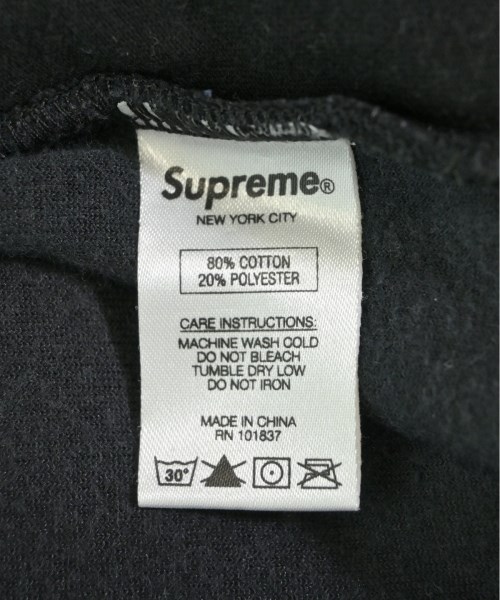 Supreme®
NEW YORK CITY
80% COTTON
20% POLYESTER
CARE INSTRUCTIONS:
MACHINE WASH COLD
DO NOT BLEACH
TUMBLE DRY LOW
DO NOT IRON
MADE IN CHINA
RN 101837
30°